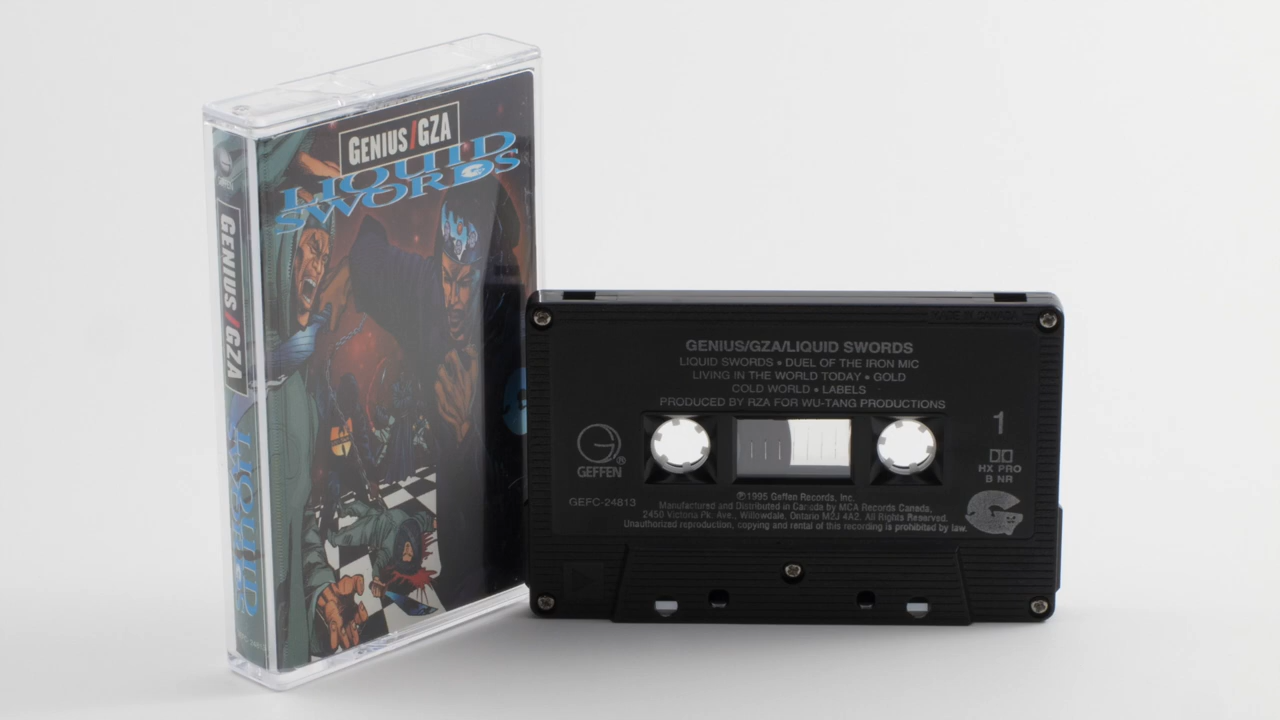 GENIUS/GZA
LIQUID
SWORDS
GENIUS/GZA
LIQUID
SWORDS
MADE IN CANADA
GENIUS/GZA/LIQUID SWORDS
LIQUID SWORDS • DUEL OF THE IRON MIC
LIVING IN THE WORLD TODAY • GOLD
COLD WORLD • LABELS
PRODUCED BY RZA FOR WU-TANG PRODUCTIONS
1
HX PRO
B NR
GEFFEN®
GEFC-24813
℗1995 Geffen Records, Inc.
Manufactured and Distributed in Canada by MCA Records Canada,
2450 Victoria Pk. Ave., Willowdale, Ontario M2J 4A2. All Rights Reserved.
Unauthorized reproduction, copying and rental of this recording is prohibited by law.